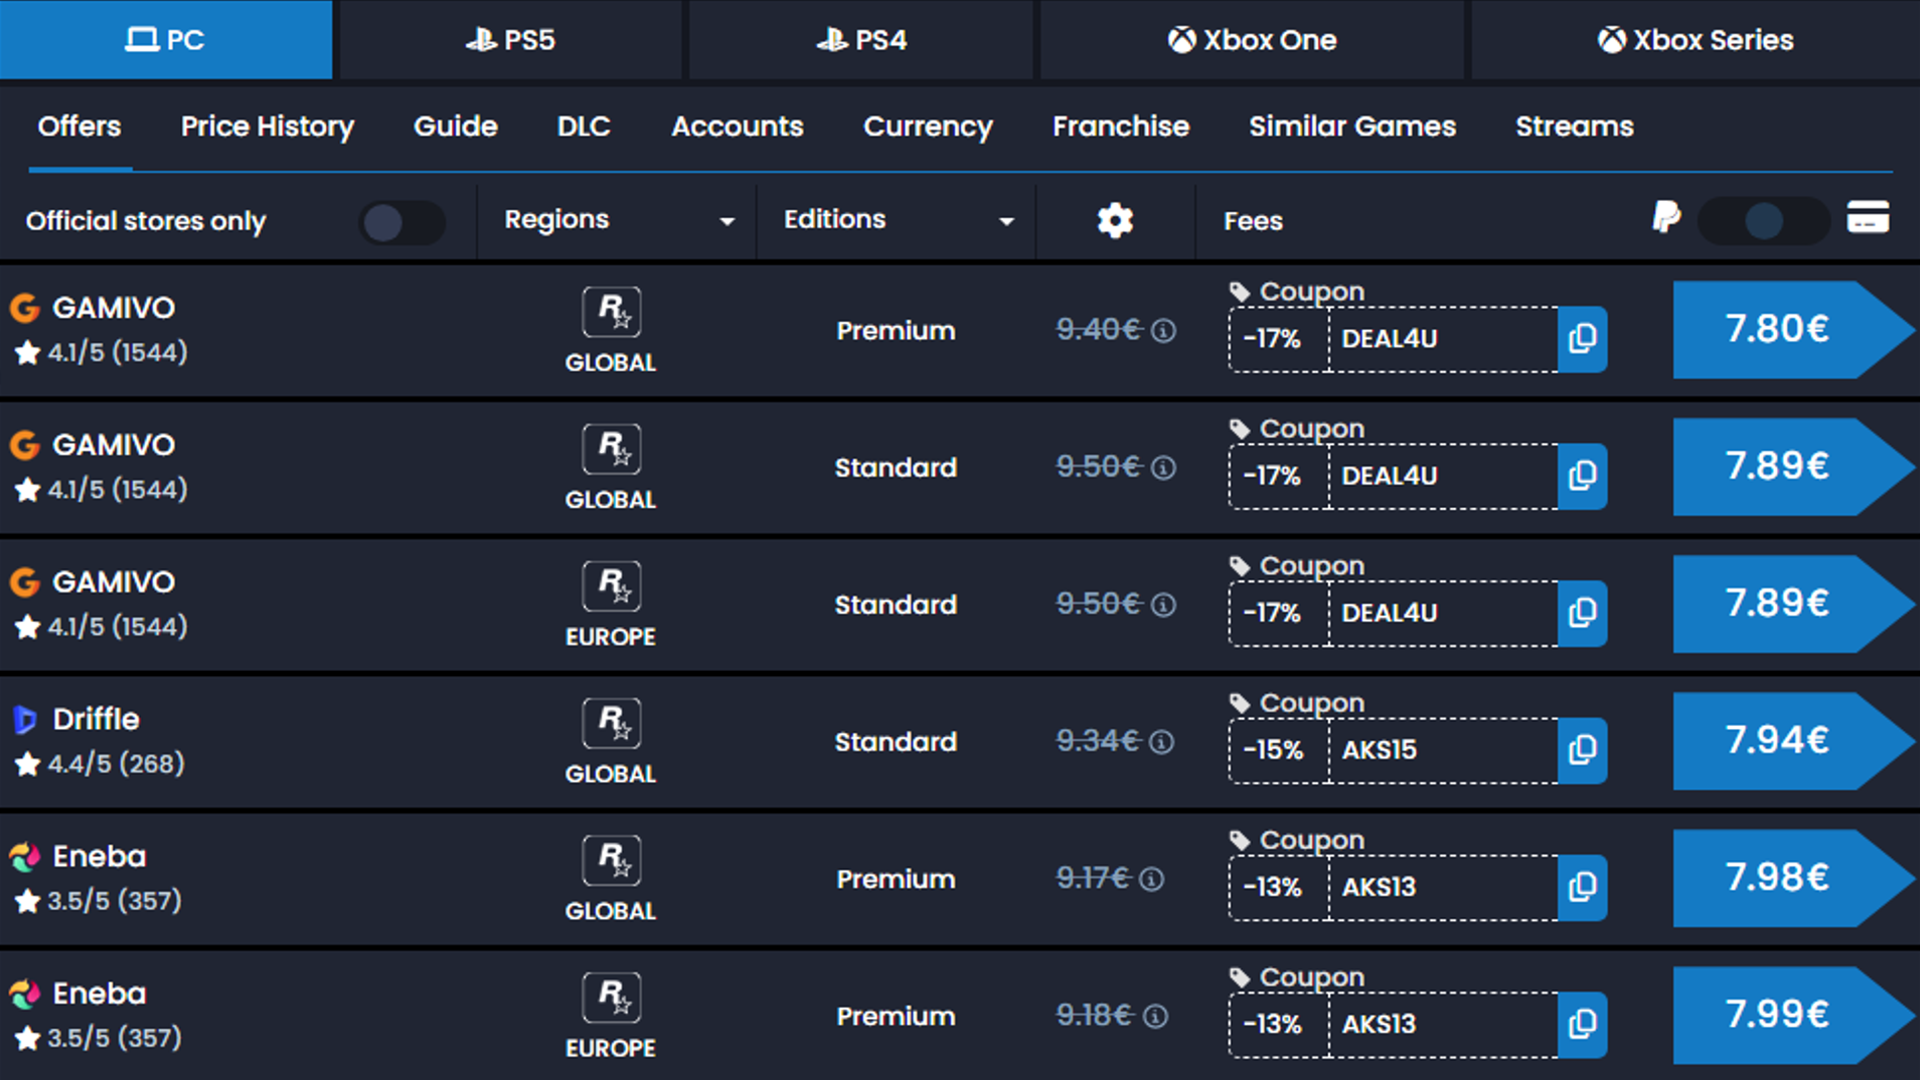 PC PS5 PS4 Xbox One Xbox Series
Offers Price History Guide DLC Accounts Currency Franchise Similar Games Streams
Official stores only Regions Editions Fees
GAMIVO
4.1/5 (1544)
GLOBAL
Premium
9.40€
Coupon
-17% DEAL4U
7.80€
GAMIVO
4.1/5 (1544)
GLOBAL
Standard
9.50€
Coupon
-17% DEAL4U
7.89€
GAMIVO
4.1/5 (1544)
EUROPE
Standard
9.50€
Coupon
-17% DEAL4U
7.89€
Driffle
4.4/5 (268)
GLOBAL
Standard
9.34€
Coupon
-15% AKS15
7.94€
Eneba
3.5/5 (357)
GLOBAL
Premium
9.17€
Coupon
-13% AKS13
7.98€
Eneba
3.5/5 (357)
EUROPE
Premium
9.18€
Coupon
-13% AKS13
7.99€